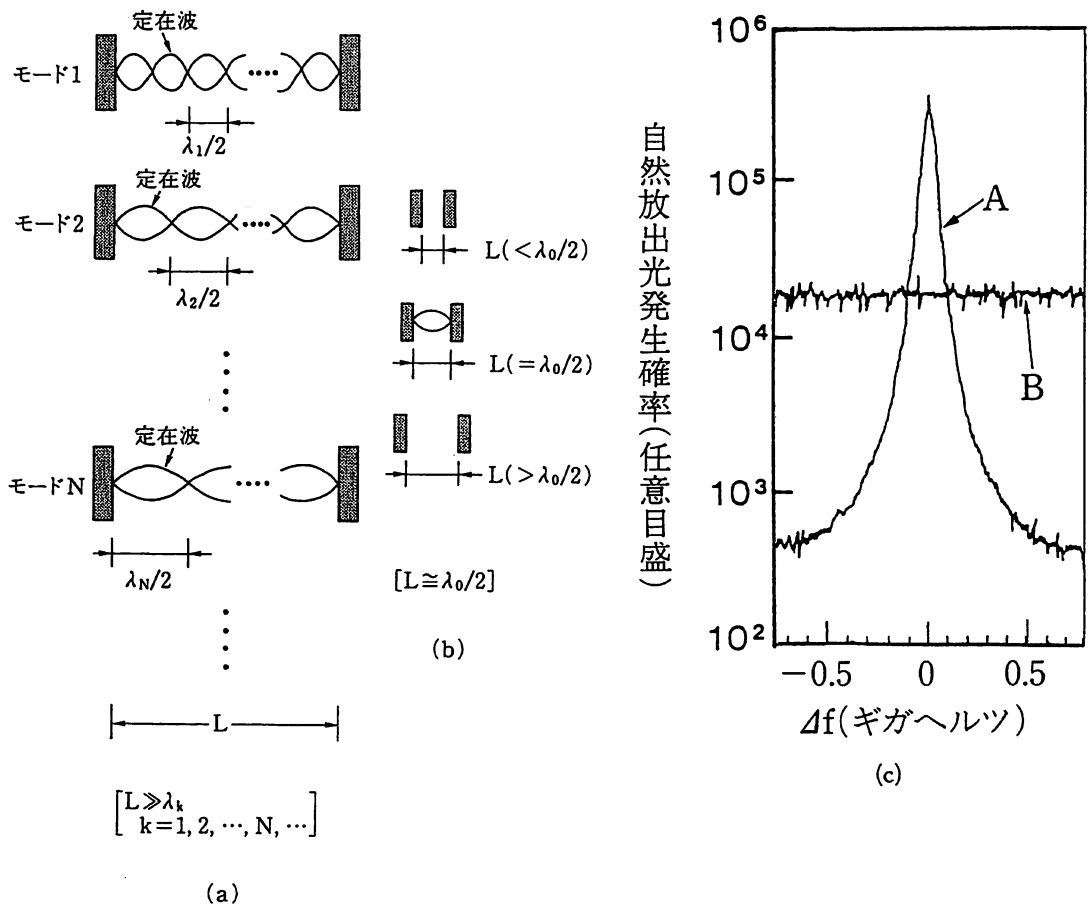 定在波
モード1
λ₁/2
定在波
モード2
λ₂/2
定在波
モードN
λN/2
L
[L≫λk
k=1, 2, …, N, …]
(a)
L(<λ₀/2)
L(=λ₀/2)
L(>λ₀/2)
[L≅λ₀/2]
(b)
自然放出光発生確率(任意目盛)
10⁶
10⁵
10⁴
10³
10²
A
B
−0.5
0
0.5
Δf(ギガヘルツ)
(c)